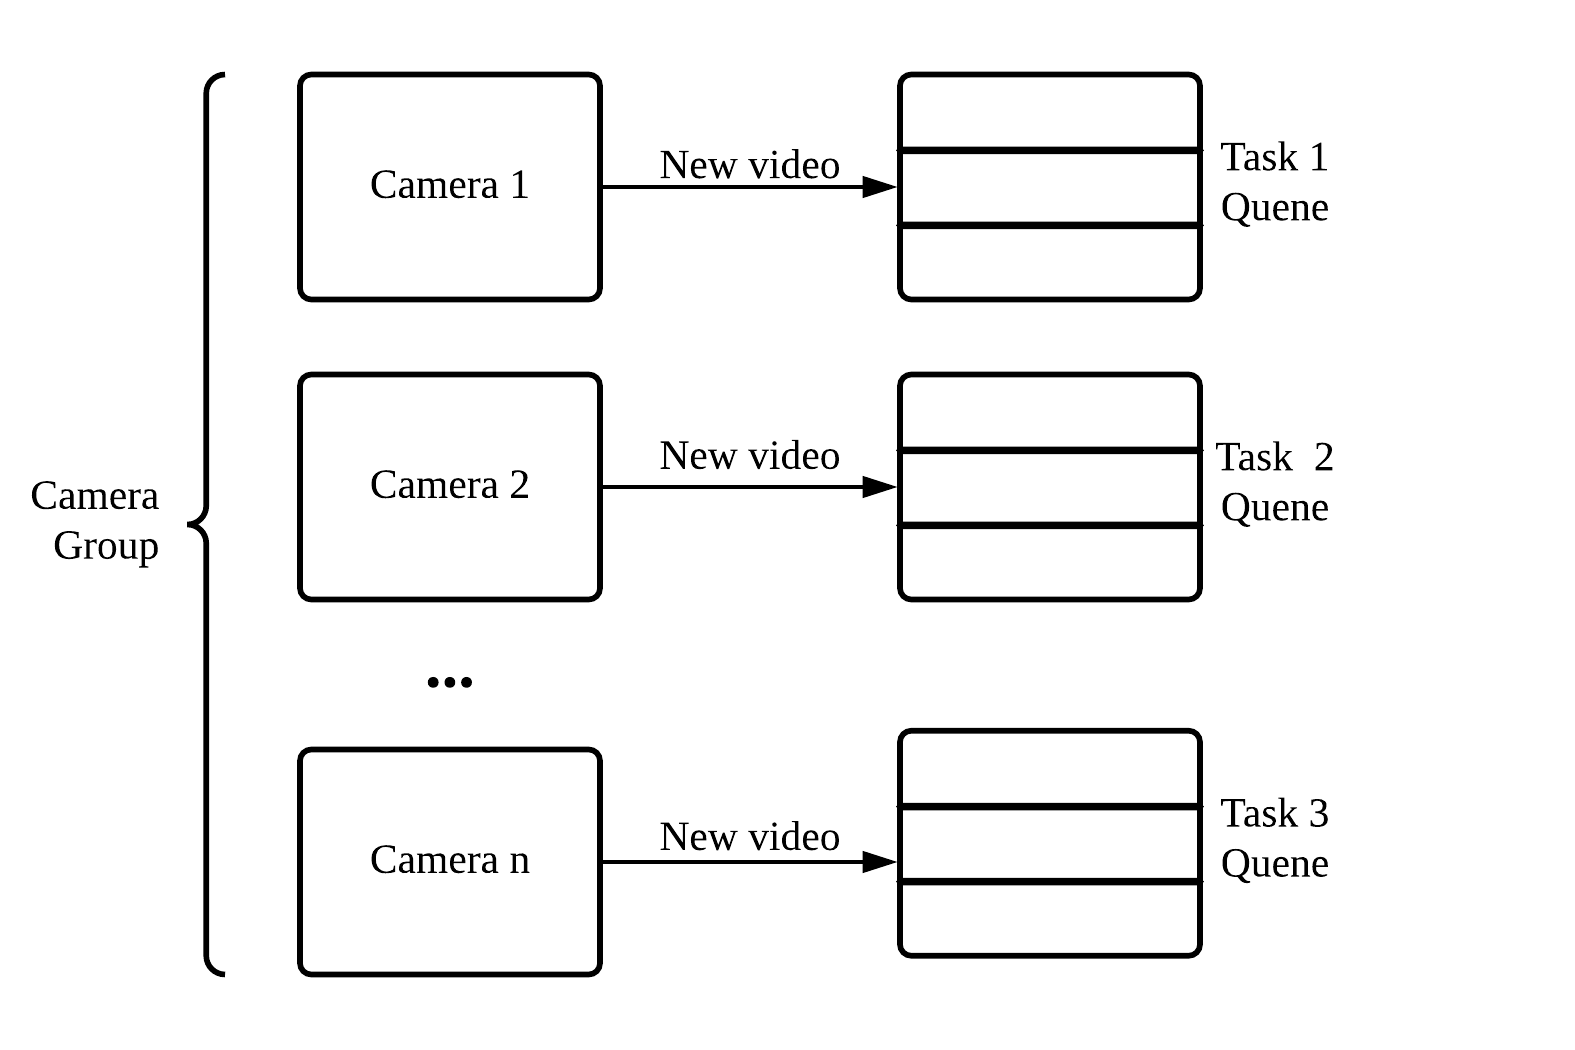 Camera 1
New video
Task 1
Quene
Camera 2
New video
Task  2
Quene
Camera
Group
...
Camera n
New video
Task 3
Quene